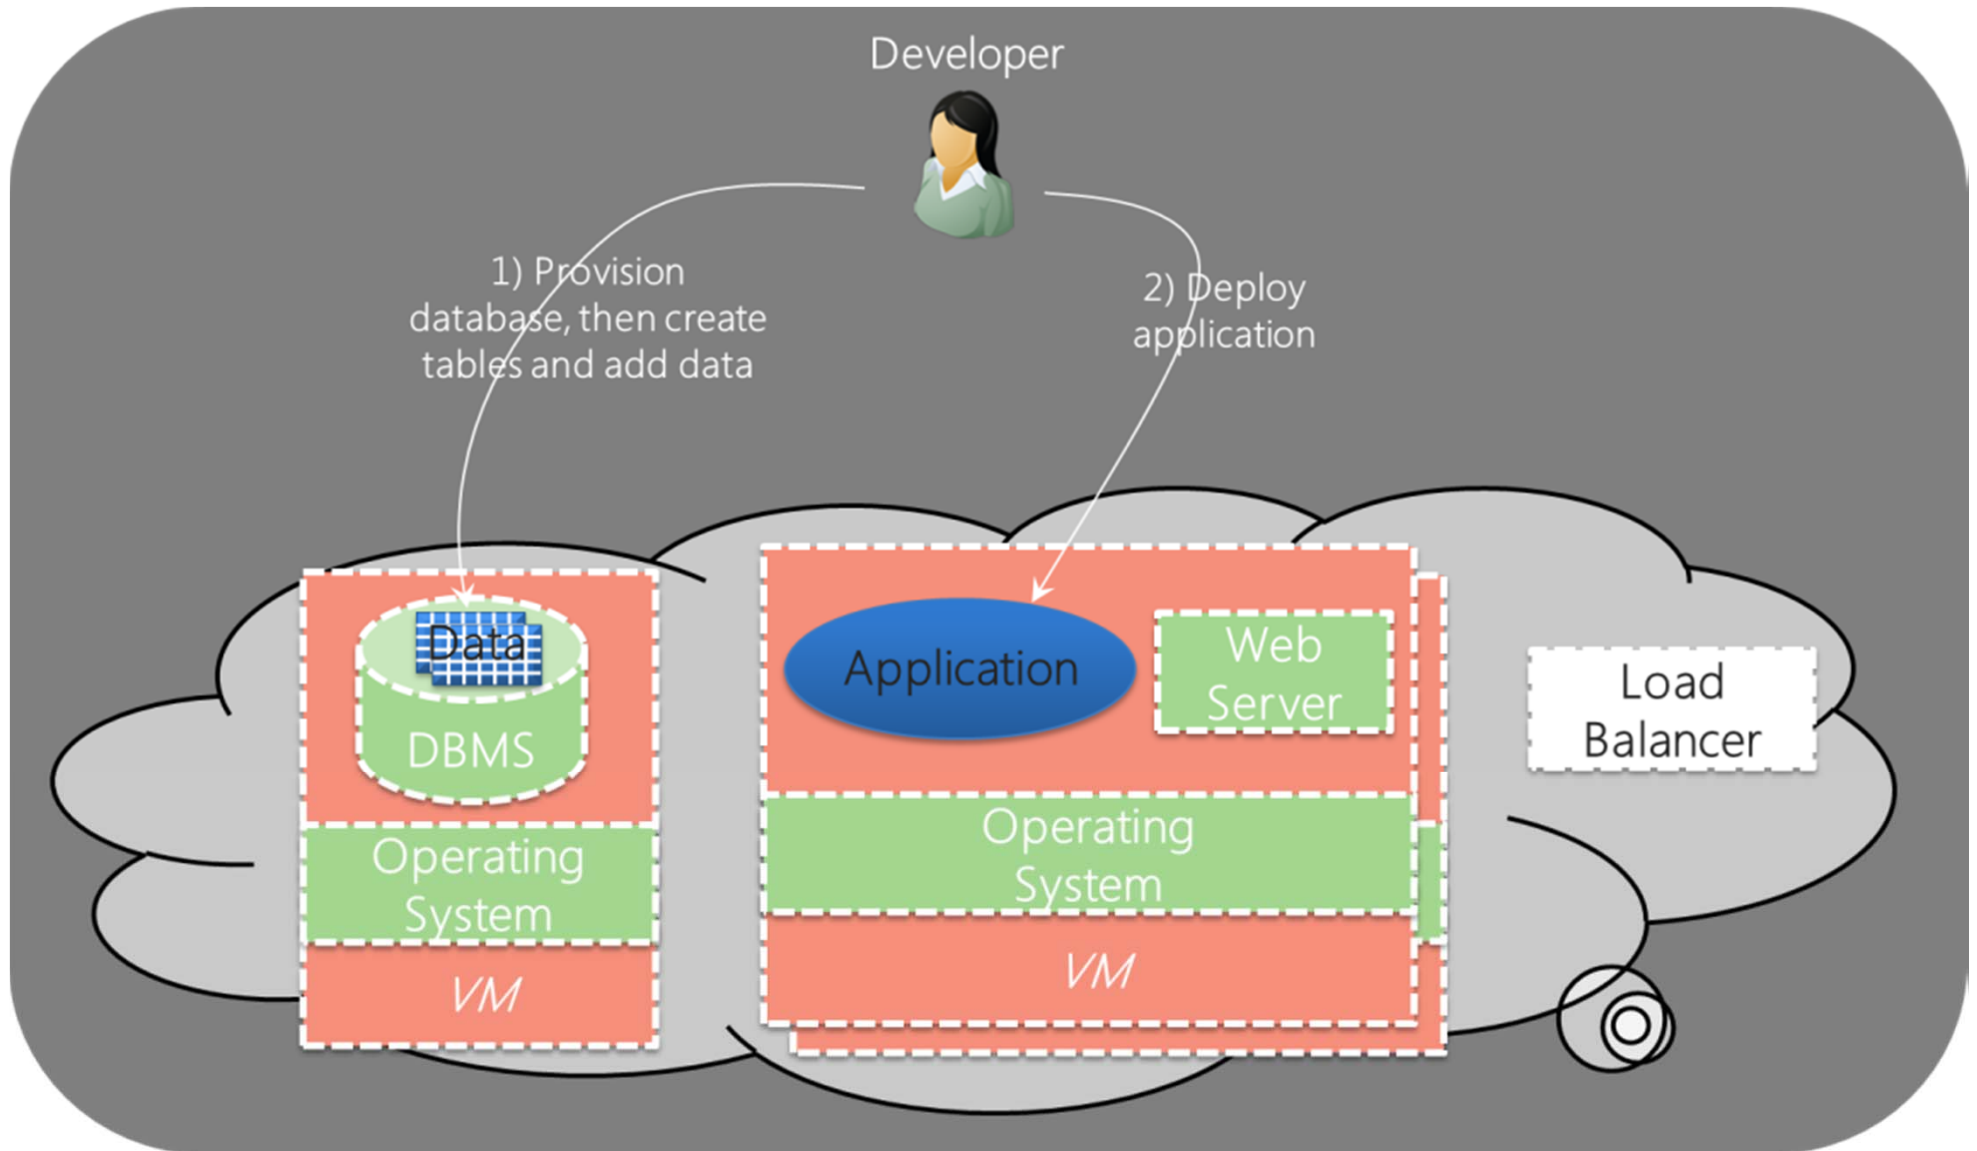 Developer
1) Provision
database, then create
tables and add data
2) Deploy
application
Data
DBMS
Operating
System
VM
Application
Web
Server
Operating
System
VM
Load
Balancer